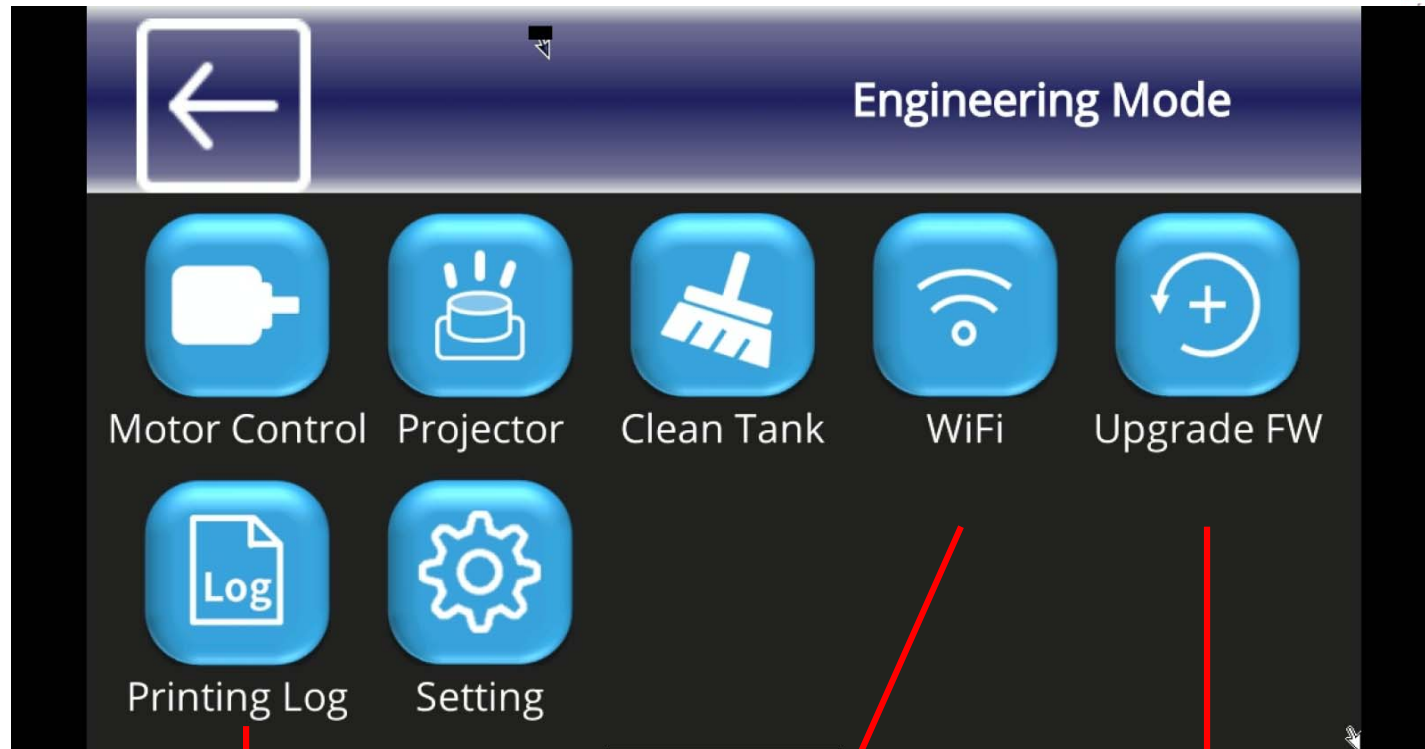 Engineering Mode
Motor Control Projector Clean Tank WiFi Upgrade FW
Log
Printing Log Setting